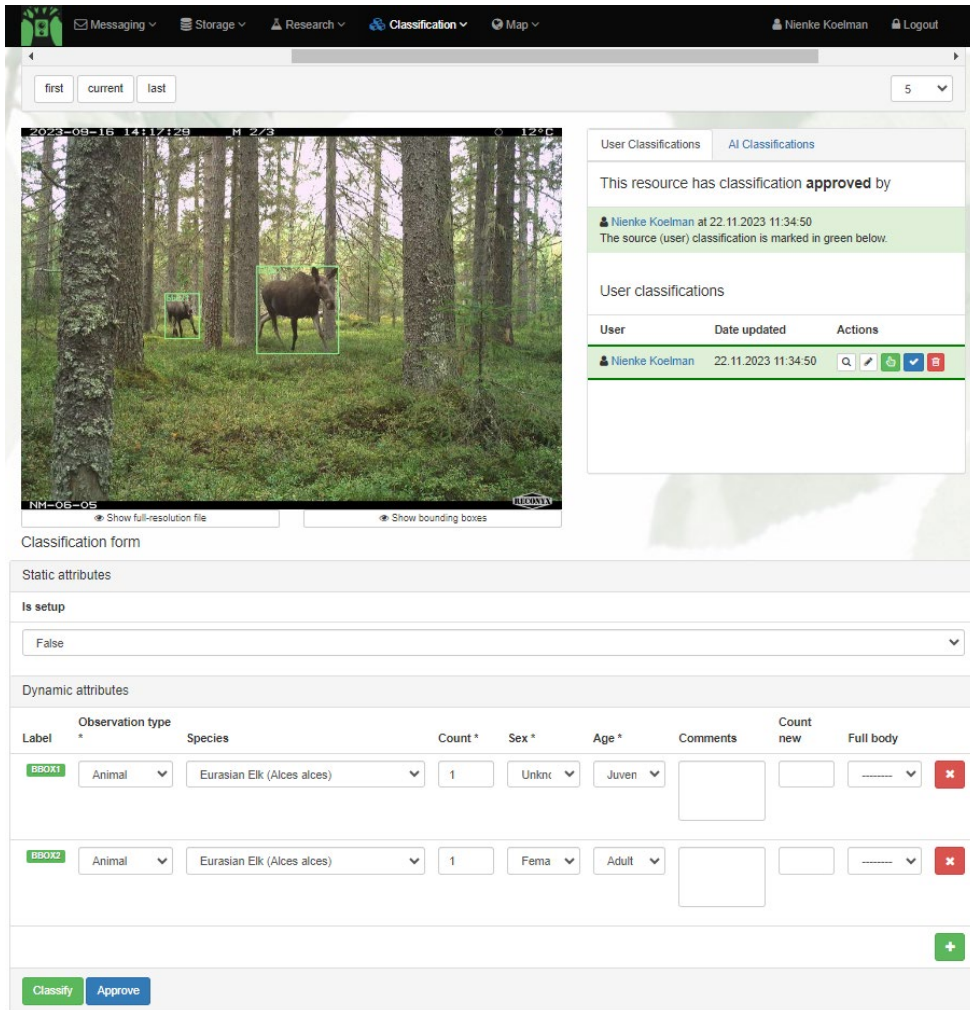 Messaging Storage Research Classification Map Nienke Koelman Logout
first current last 5
2023-09-16 14:17:29 M 2/3 12°C
NM-06-05 RECONYX
Show full-resolution file Show bounding boxes
User Classifications AI Classifications
This resource has classification approved by
Nienke Koelman at 22.11.2023 11:34:50
The source (user) classification is marked in green below.
User classifications
User Date updated Actions
Nienke Koelman 22.11.2023 11:34:50
Classification form
Static attributes
Is setup
False
Dynamic attributes
Label Observation type * Species Count * Sex * Age * Comments Count new Full body
BBOX1 Animal Eurasian Elk (Alces alces) 1 Unknc Juven --------
BBOX2 Animal Eurasian Elk (Alces alces) 1 Fema Adult --------
Classify Approve